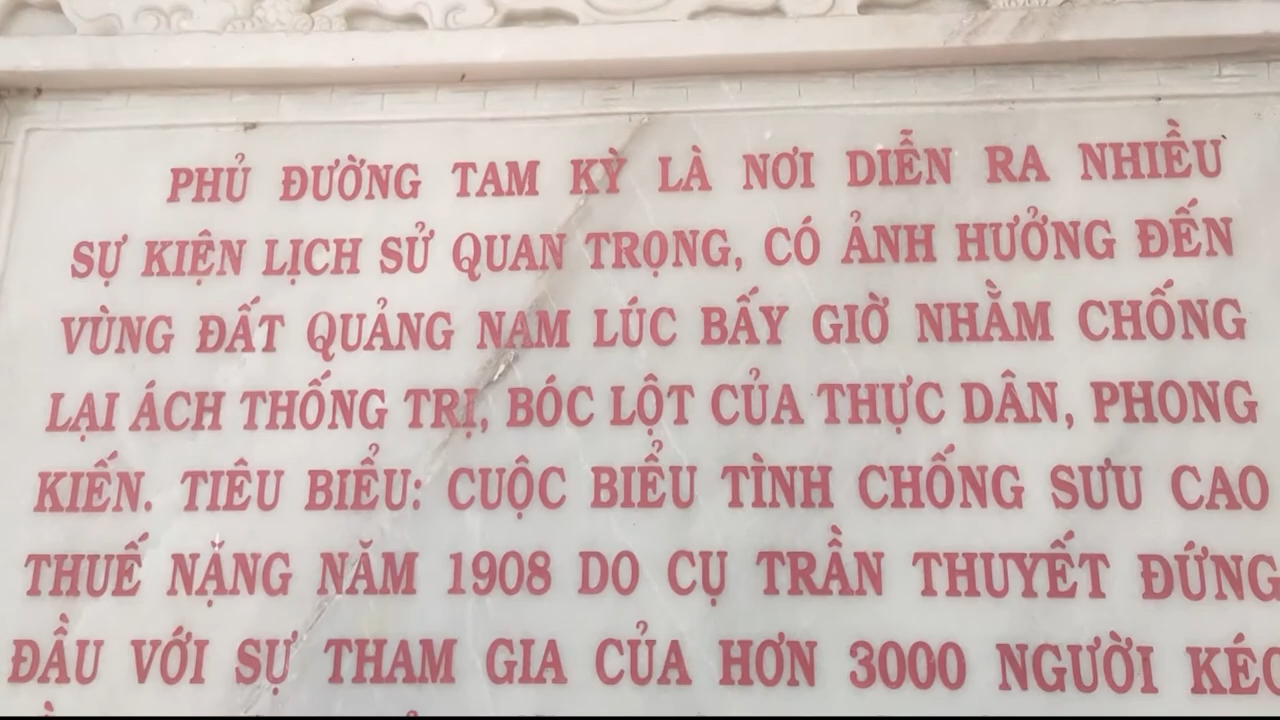 PHỦ ĐƯỜNG TAM KỲ LÀ NƠI DIỄN RA NHIỀU
SỰ KIỆN LỊCH SỬ QUAN TRỌNG, CÓ ẢNH HƯỞNG ĐẾN
VÙNG ĐẤT QUẢNG NAM LÚC BẤY GIỜ NHẰM CHỐNG
LẠI ÁCH THỐNG TRỊ, BÓC LỘT CỦA THỰC DÂN, PHONG
KIẾN. TIÊU BIỂU: CUỘC BIỂU TÌNH CHỐNG SƯU CAO
THUẾ NẶNG NĂM 1908 DO CỤ TRẦN THUYẾT ĐỨNG
ĐẦU VỚI SỰ THAM GIA CỦA HƠN 3000 NGƯỜI KÉO